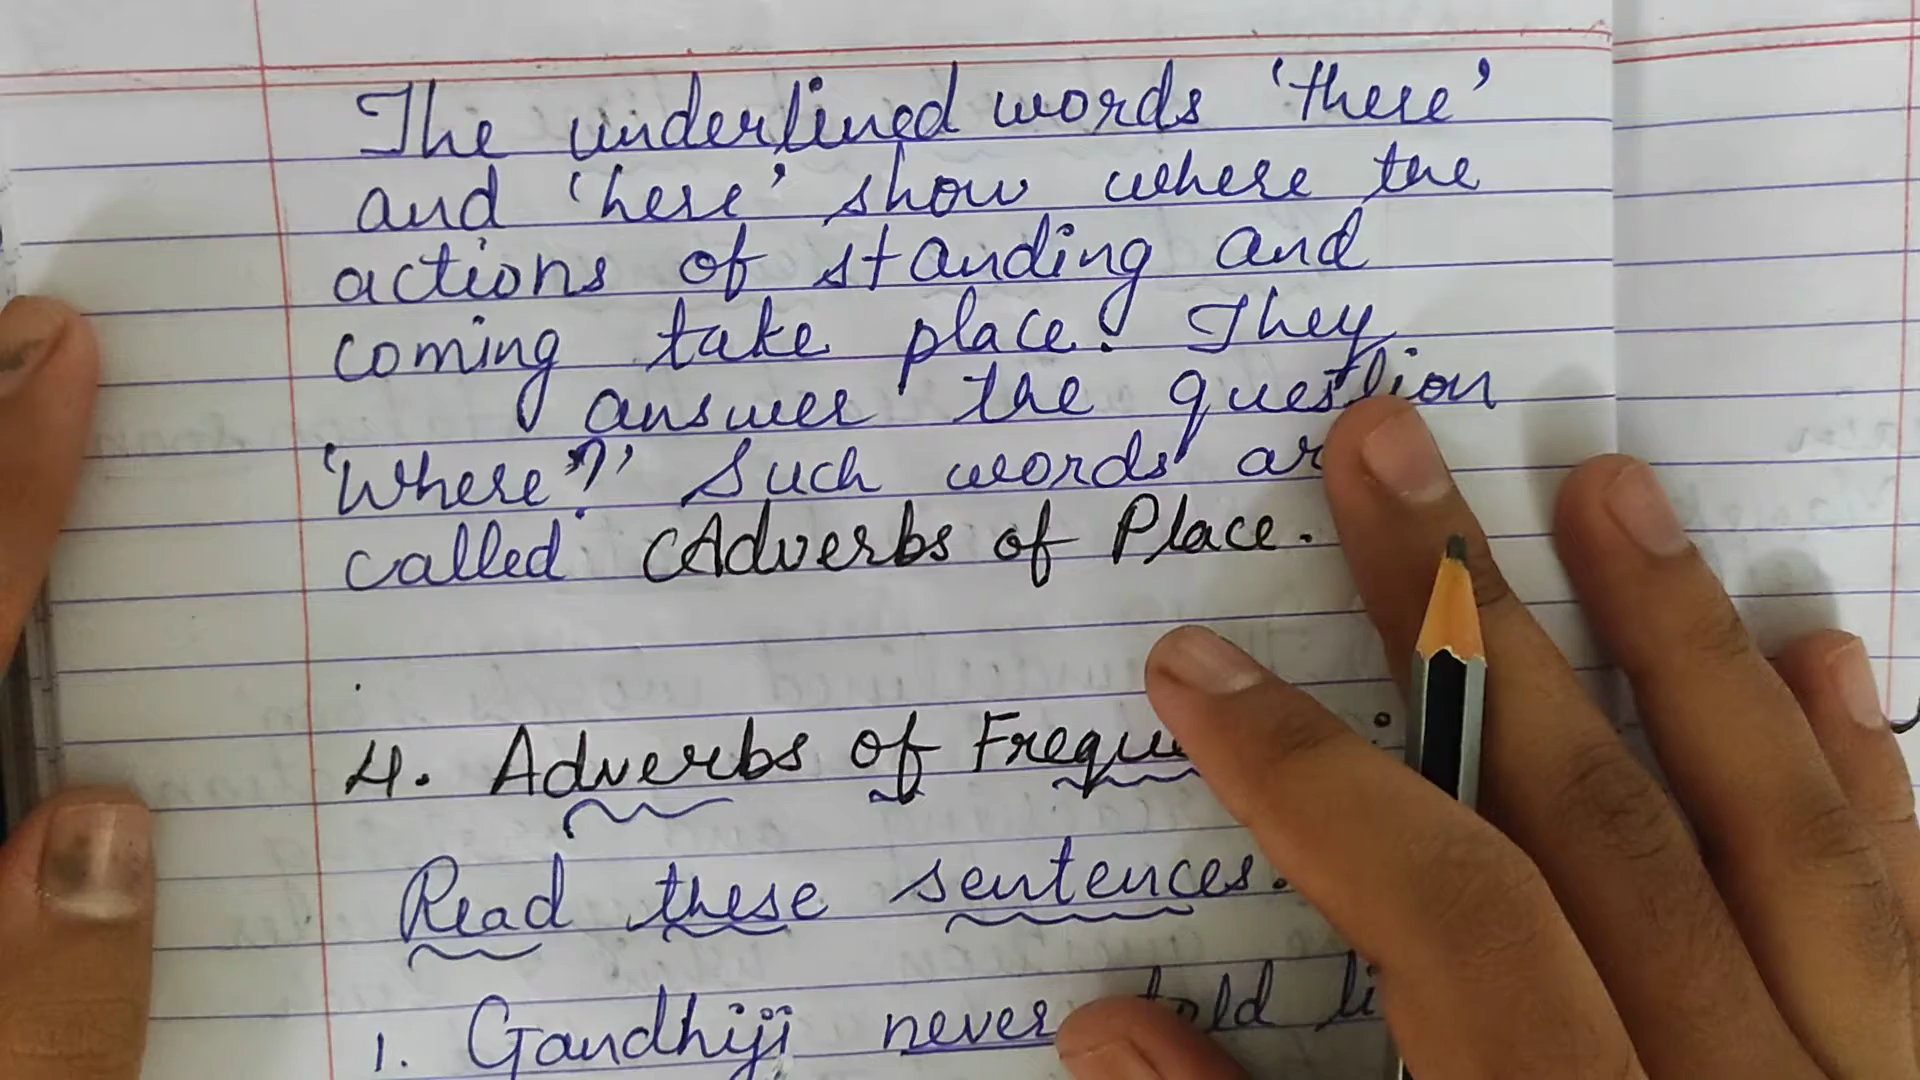 The underlined words 'there'
and 'here' show where the
actions of standing and
coming take place. They
answer the question
'Where?' Such words
called Adverbs of Place.
4. Adverbs of
Read these sentences.
1. Gandhiji never told